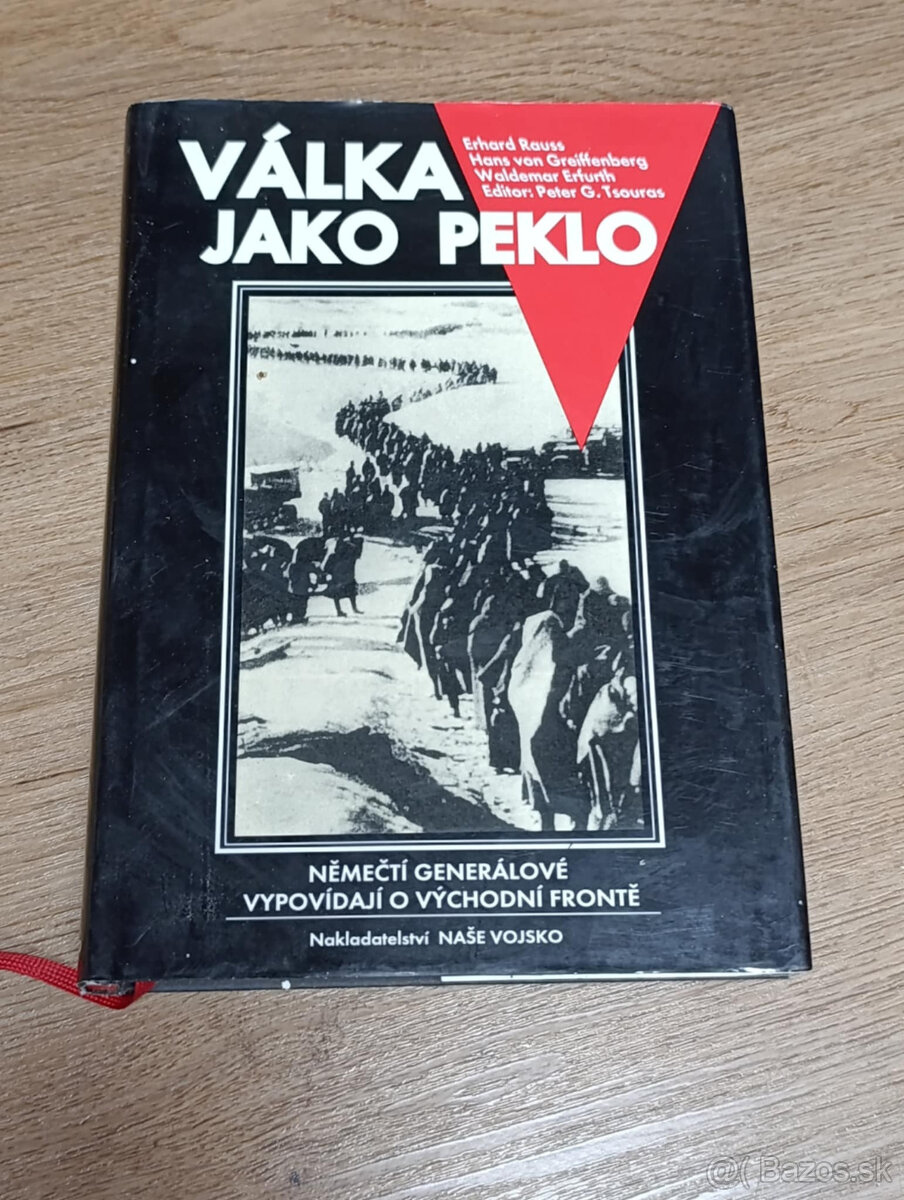 VÁLKA
JAKO PEKLO
Erhard Rauss
Hans von Greiffenberg
Waldemar Erfurth
Editor: Peter G. Tsouras
NĚMEČTÍ GENERÁLOVÉ
VYPOVÍDAJÍ O VÝCHODNÍ FRONTĚ
Nakladatelství NAŠE VOJSKO
@( Bazos.sk